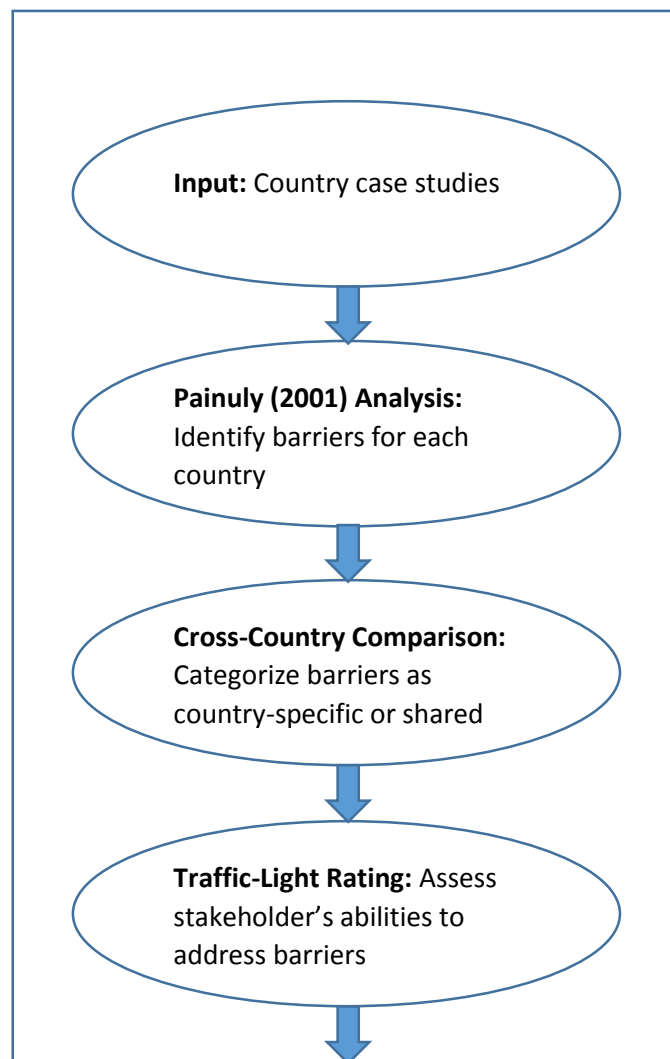 Input: Country case studies
Painuly (2001) Analysis:
Identify barriers for each
country
Cross-Country Comparison:
Categorize barriers as
country-specific or shared
Traffic-Light Rating: Assess
stakeholder’s abilities to
address barriers